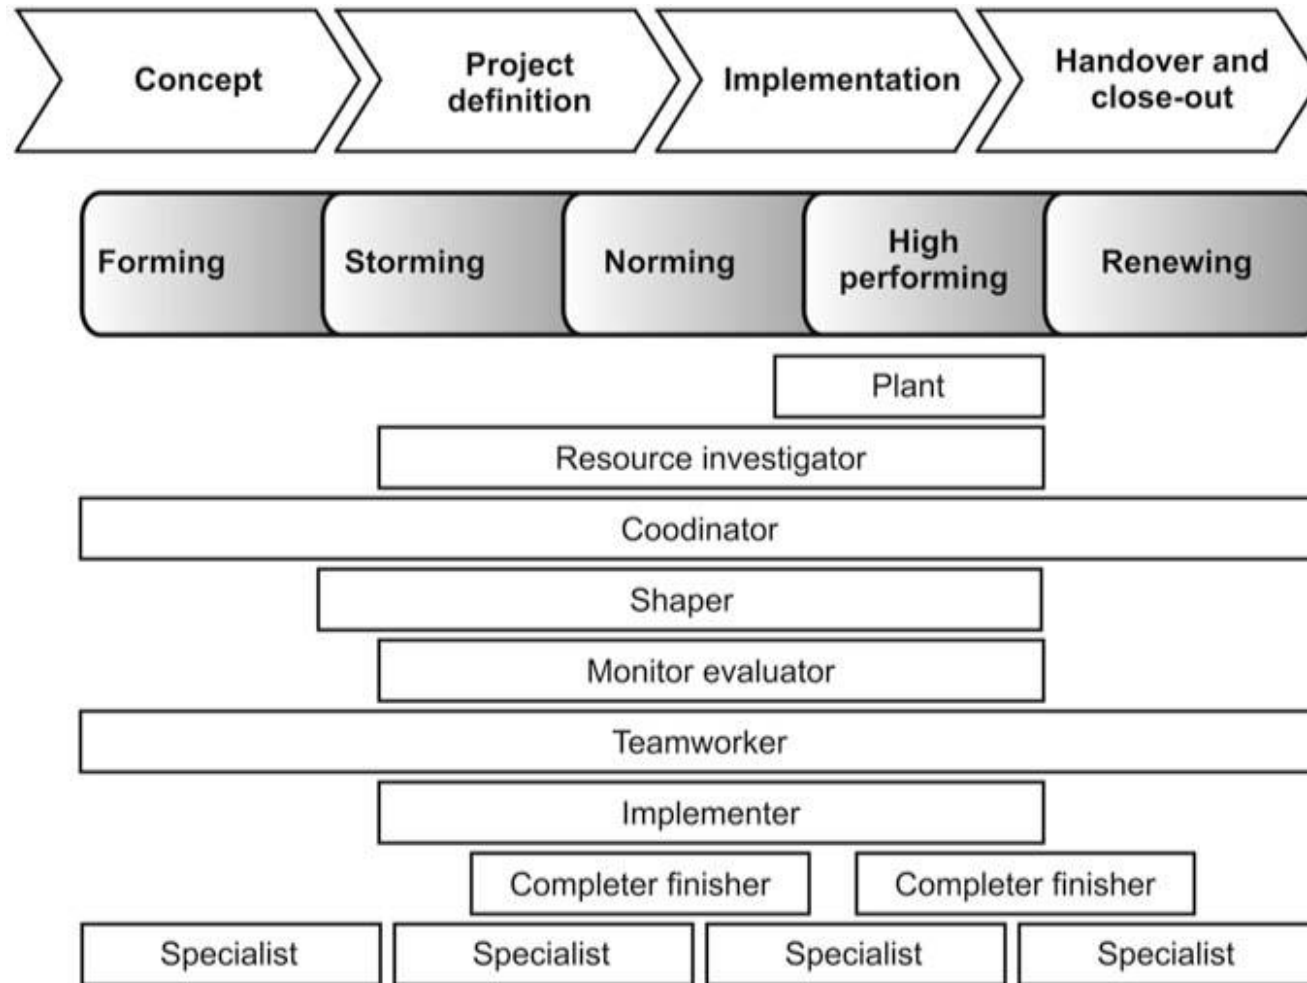 Concept
Project
definition
Implementation
Handover and
close-out
Forming
Storming
Norming
High
performing
Renewing
Plant
Resource investigator
Coodinator
Shaper
Monitor evaluator
Teamworker
Implementer
Completer finisher
Completer finisher
Specialist
Specialist
Specialist
Specialist